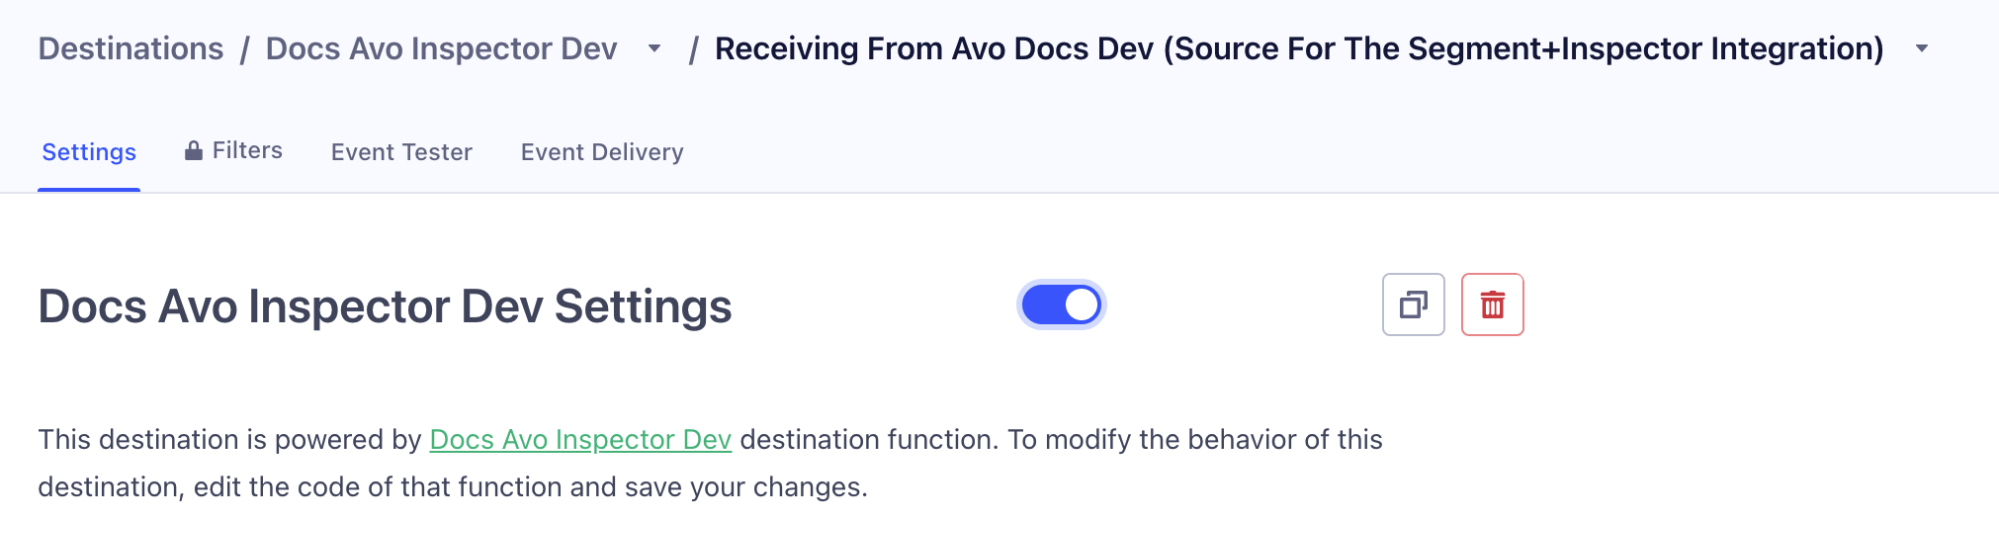 Destinations / Docs Avo Inspector Dev / Receiving From Avo Docs Dev (Source For The Segment+Inspector Integration)
Settings Filters Event Tester Event Delivery
Docs Avo Inspector Dev Settings
This destination is powered by Docs Avo Inspector Dev destination function. To modify the behavior of this
destination, edit the code of that function and save your changes.